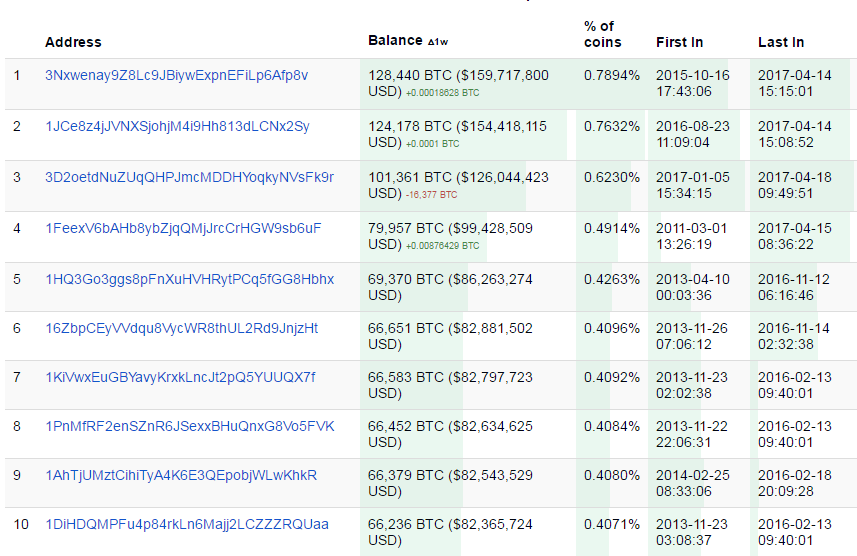 Address Balance Δ1w % of coins First In Last In
1 3Nxwenay9Z8Lc9JBiywExpnEFiLp6Afp8v 128,440 BTC ($159,717,800 USD) +0.00018628 BTC 0.7894% 2015-10-16 17:43:06 2017-04-14 15:15:01
2 1JCe8z4jJVNXSjohjM4i9Hh813dLCNx2Sy 124,178 BTC ($154,418,115 USD) +0.0001 BTC 0.7632% 2016-08-23 11:09:04 2017-04-14 15:08:52
3 3D2oetdNuZUqQHPJmcMDDHYoqkyNVsFk9r 101,361 BTC ($126,044,423 USD) -16,377 BTC 0.6230% 2017-01-05 15:34:15 2017-04-18 09:49:51
4 1FeexV6bAHb8ybZjqQMjJrcCrHGW9sb6uF 79,957 BTC ($99,428,509 USD) +0.00876429 BTC 0.4914% 2011-03-01 13:26:19 2017-04-15 08:36:22
5 1HQ3Go3ggs8pFnXuHVHRytPCq5fGG8Hbhx 69,370 BTC ($86,263,274 USD) 0.4263% 2013-04-10 00:03:36 2016-11-12 06:16:46
6 16ZbpCEyVVdqu8VycWR8thUL2Rd9JnjzHt 66,651 BTC ($82,881,502 USD) 0.4096% 2013-11-26 07:06:12 2016-11-14 02:32:38
7 1KiVwxEuGBYavyKrxkLncJt2pQ5YUUQX7f 66,583 BTC ($82,797,723 USD) 0.4092% 2013-11-23 02:02:38 2016-02-13 09:40:01
8 1PnMfRF2enSZnR6JSexxBHuQnxG8Vo5FVK 66,452 BTC ($82,634,625 USD) 0.4084% 2013-11-22 22:06:31 2016-02-13 09:40:01
9 1AhTjUMztCihiTyA4K6E3QEpobjWLwKhkR 66,379 BTC ($82,543,529 USD) 0.4080% 2014-02-25 08:33:06 2016-02-18 20:09:28
10 1DiHDQMPFu4p84rkLn6Majj2LCZZZRQUaa 66,236 BTC ($82,365,724 USD) 0.4071% 2013-11-23 03:08:37 2016-02-13 09:40:01